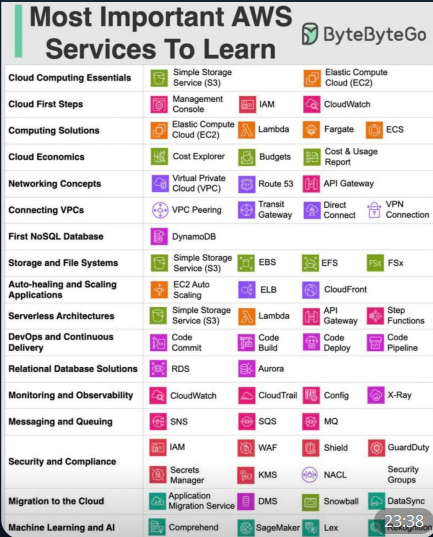 Most Important AWS
Services To Learn
ByteByteGo
Cloud Computing Essentials
Simple Storage
Service (S3)
Elastic Compute
Cloud (EC2)
Cloud First Steps
Management
Console
IAM
CloudWatch
Computing Solutions
Elastic Compute
Cloud (EC2)
Lambda
Fargate
ECS
Cloud Economics
Cost Explorer
Budgets
Cost & Usage
Report
Networking Concepts
Virtual Private
Cloud (VPC)
Route 53
API Gateway
Connecting VPCs
VPC Peering
Transit
Gateway
Direct
Connect
VPN
Connection
First NoSQL Database
DynamoDB
Storage and File Systems
Simple Storage
Service (S3)
EBS
EFS
FSx
FSx
Auto-healing and Scaling
Applications
EC2 Auto
Scaling
ELB
CloudFront
Serverless Architectures
Simple Storage
Service (S3)
Lambda
API
Gateway
Step
Functions
DevOps and Continuous
Delivery
Code
Commit
Code
Build
Code
Deploy
Code
Pipeline
Relational Database Solutions
RDS
Aurora
Monitoring and Observability
CloudWatch
CloudTrail
Config
X-Ray
Messaging and Queuing
SNS
SQS
MQ
Security and Compliance
IAM
WAF
Shield
GuardDuty
Secrets
Manager
KMS
NACL
Security
Groups
Migration to the Cloud
Application
Migration Service
DMS
Snowball
DataSync
Machine Learning and AI
Comprehend
SageMaker
Lex
23:38